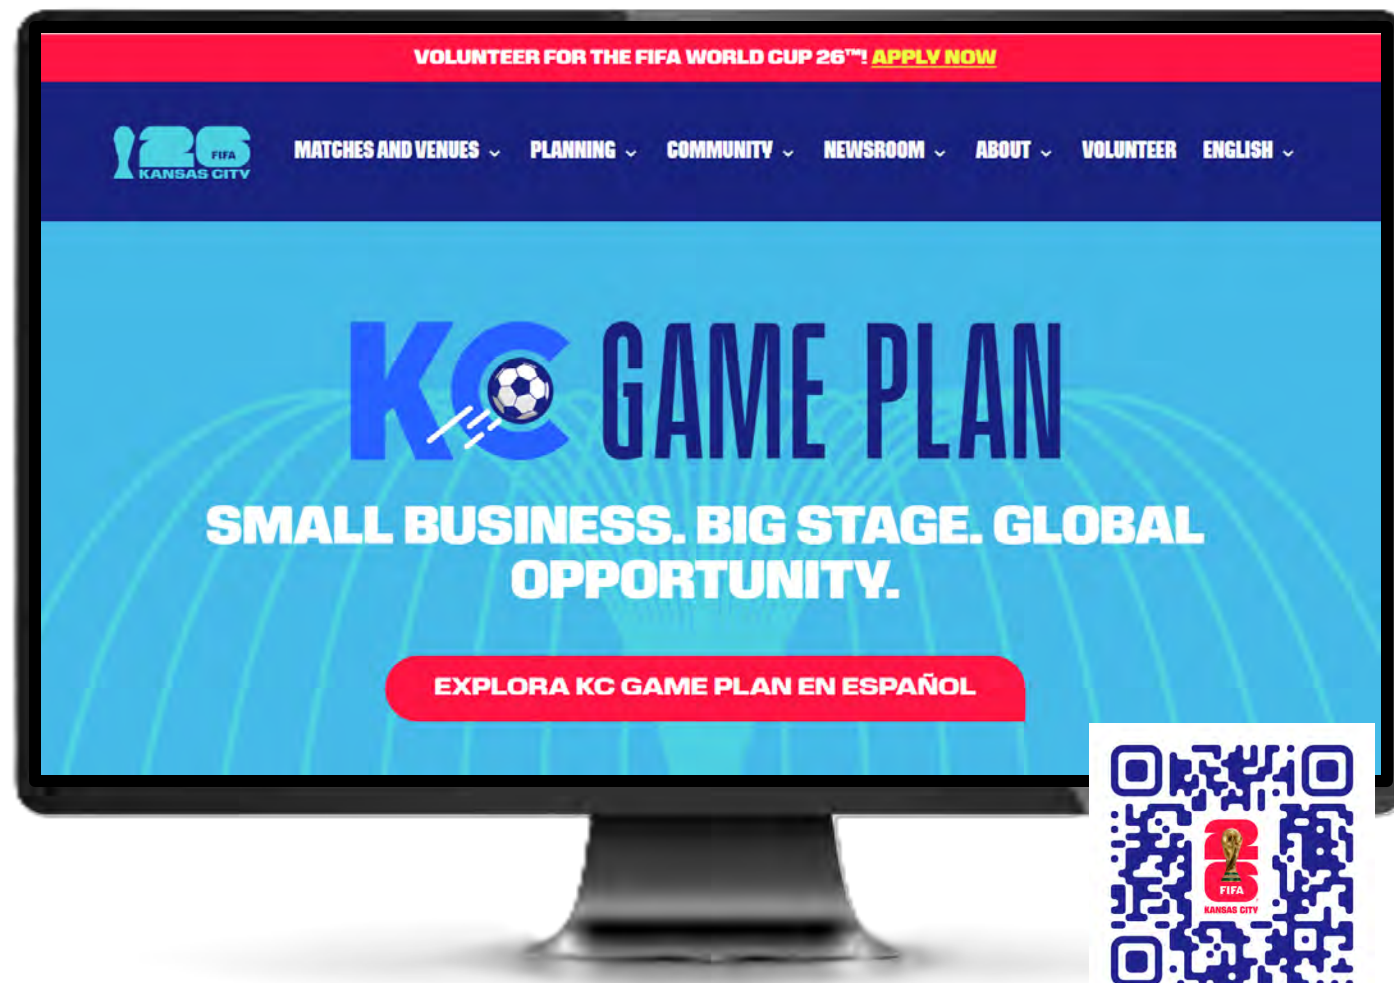 VOLUNTEER FOR THE FIFA WORLD CUP 26™! APPLY NOW
26 FIFA
KANSAS CITY
MATCHES AND VENUES PLANNING COMMUNITY NEWSROOM ABOUT VOLUNTEER ENGLISH
KC GAME PLAN
SMALL BUSINESS. BIG STAGE. GLOBAL
OPPORTUNITY.
EXPLORA KC GAME PLAN EN ESPAÑOL
26
FIFA
KANSAS CITY